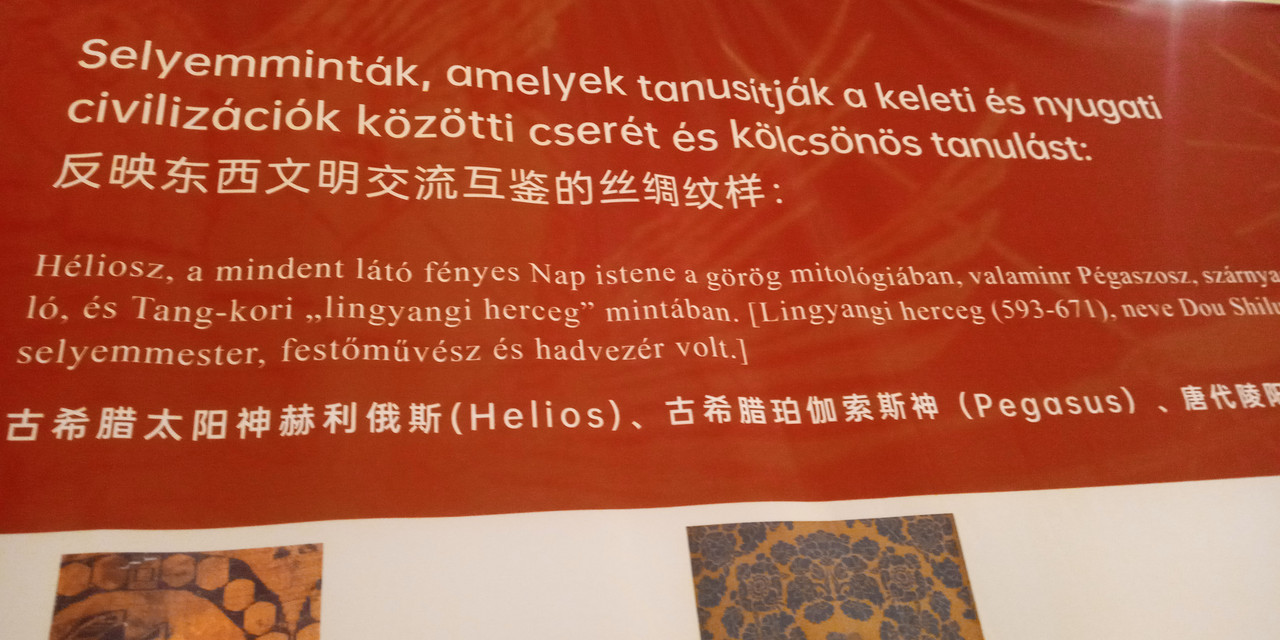 Selyemminták, amelyek tanusítják a keleti és nyugati
civilizációk közötti cserét és kölcsönös tanulást:
反映东西文明交流互鉴的丝绸纹样：
Héliosz, a mindent látó fényes Nap istene a görög mitológiában, valaminr Pégaszosz, szárnya
ló, és Tang-kori „lingyangi herceg” mintában. [Lingyangi herceg (593-671), neve Dou Shilu
selyemmester, festőművész és hadvezér volt.]
古希腊太阳神赫利俄斯(Helios)、古希腊珀伽索斯神（Pegasus）、唐代陵阳